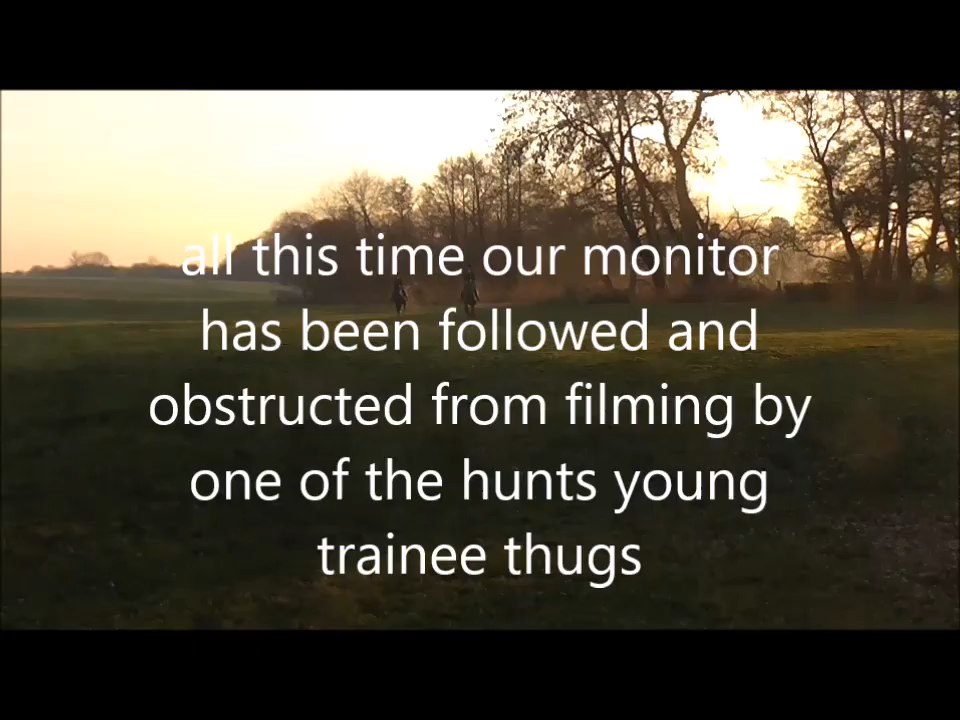 all this time our monitor
has been followed and
obstructed from filming by
one of the hunts young
trainee thugs